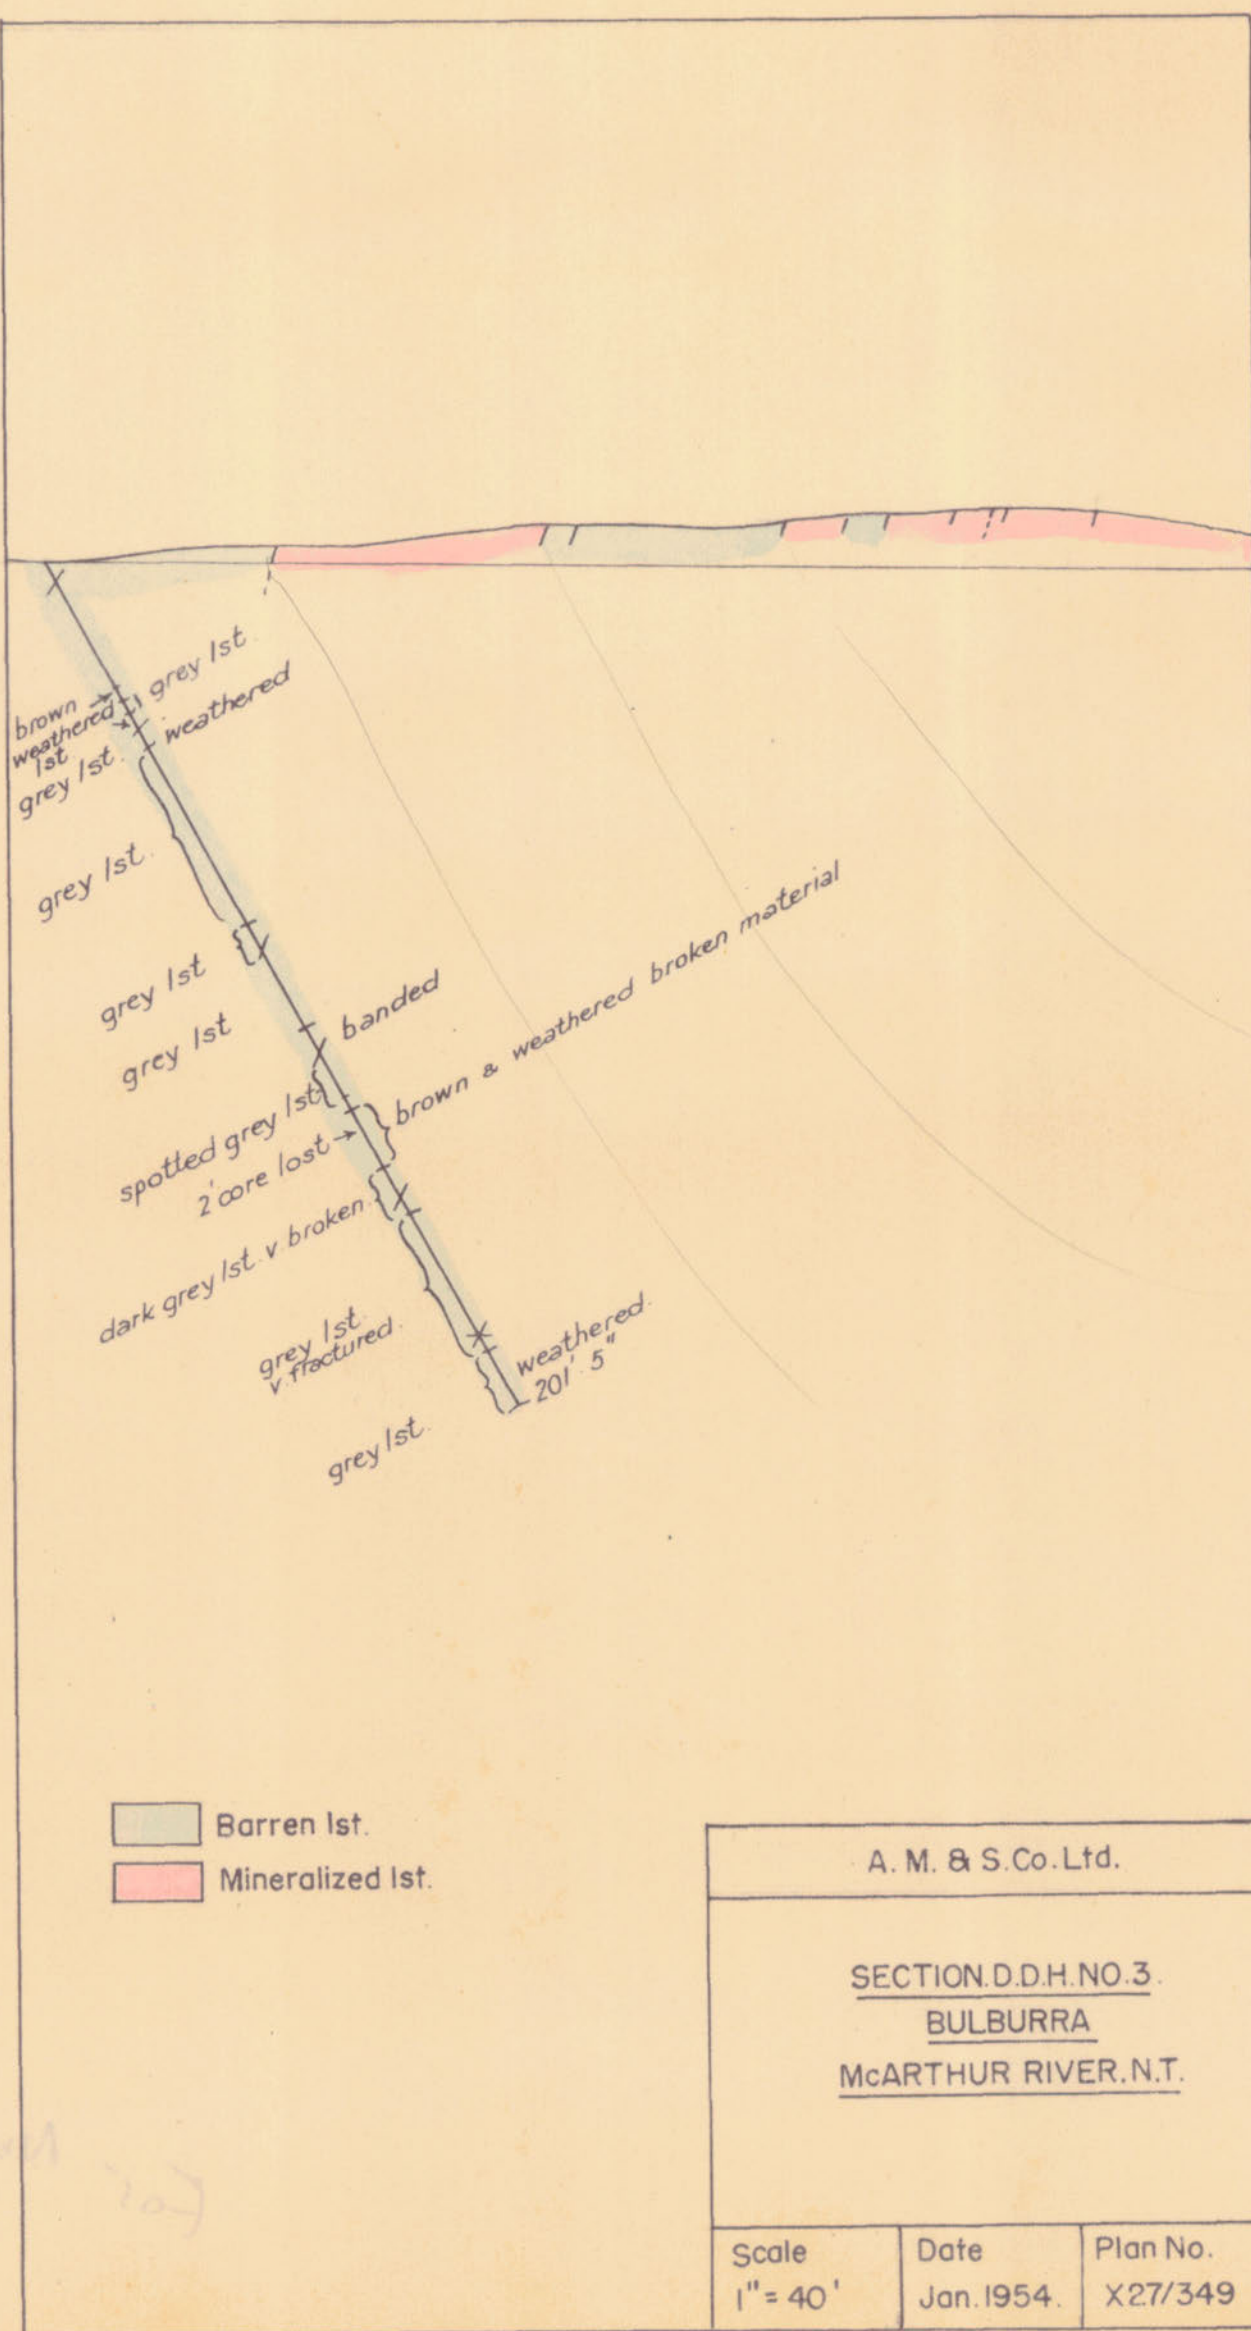 grey lst.
brown
weathered
lst
weathered
grey lst.
grey lst.
grey lst
grey lst
banded
brown & weathered broken material
spotted grey lst
2' core lost
dark grey lst. v broken
grey lst.
v. fractured.
weathered.
201' 5"
grey lst.
Barren lst.
Mineralized lst.
A. M. & S. Co. Ltd.
SECTION. D.D.H. NO. 3.
BULBURRA
McARTHUR RIVER. N.T.
Scale
1" = 40'
Date
Jan. 1954.
Plan No.
X27/349